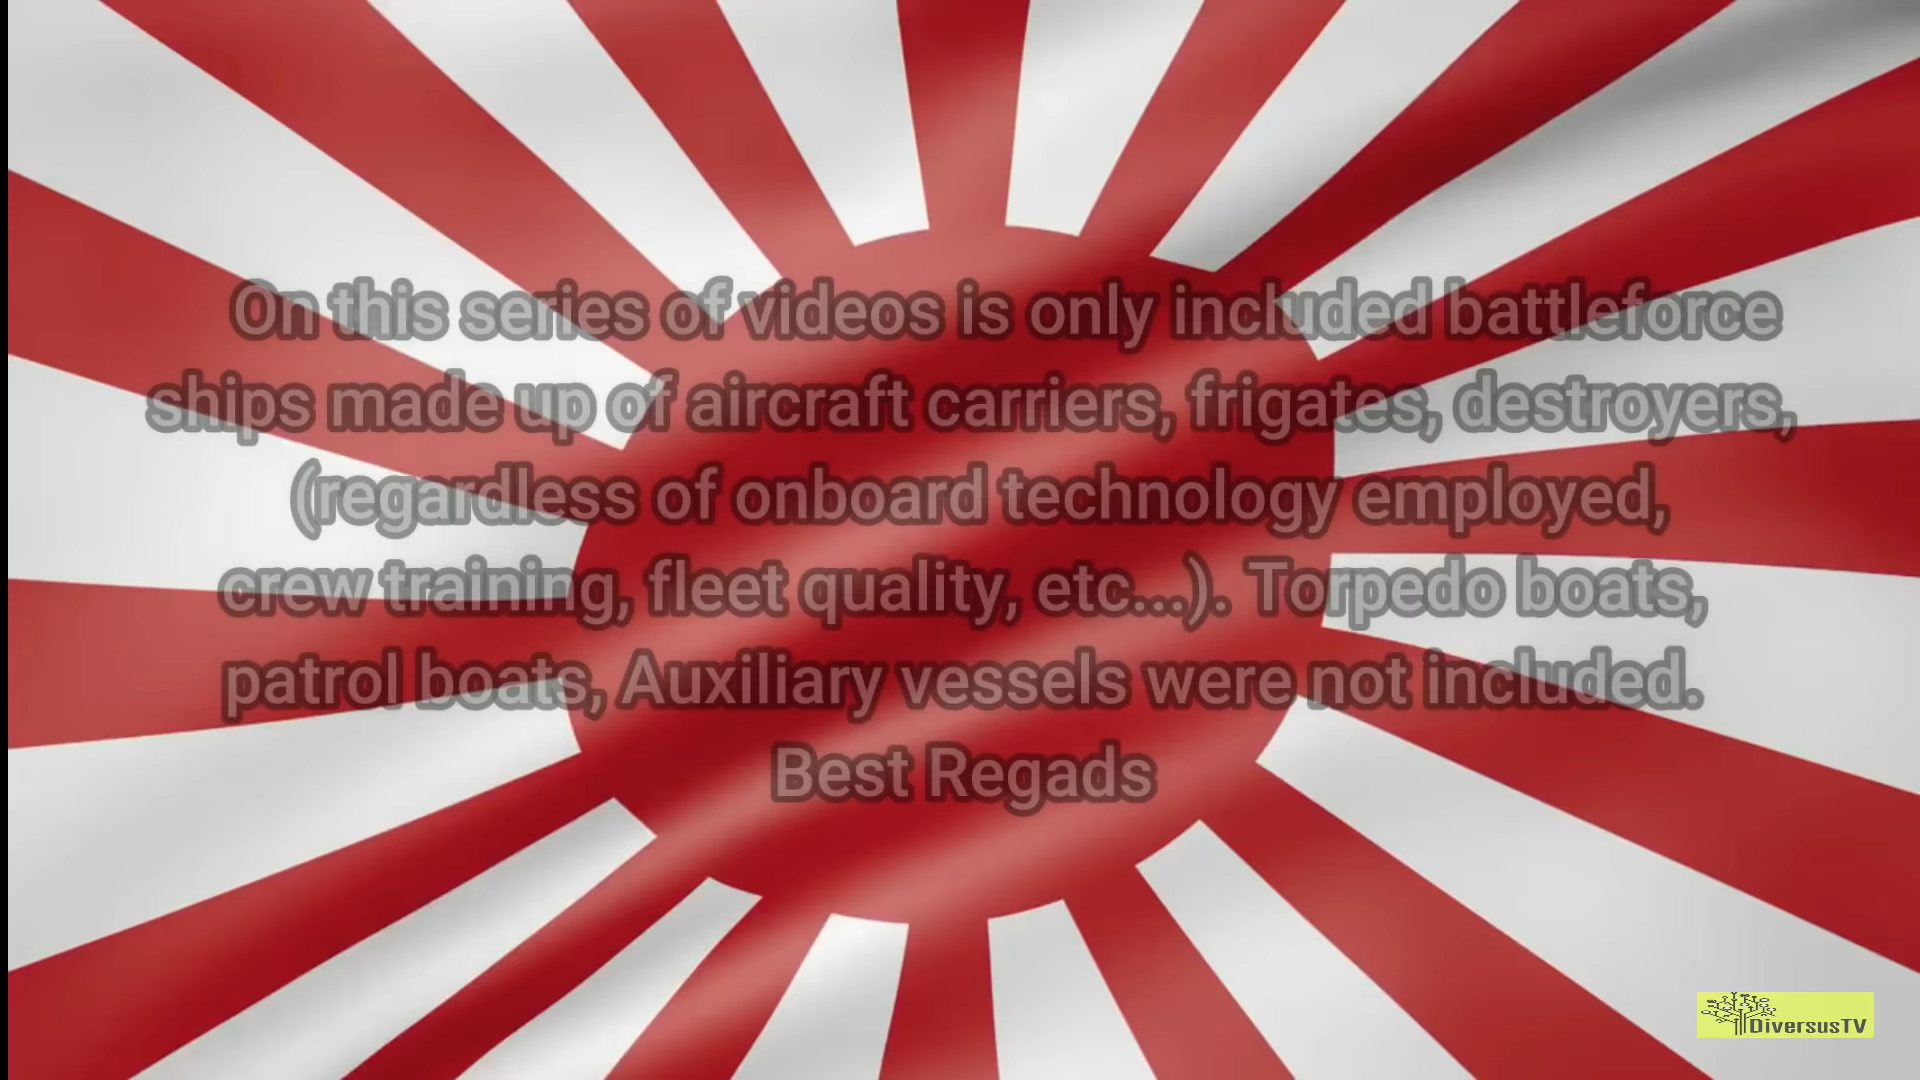 On this series of videos is only included battleforce
ships made up of aircraft carriers, frigates, destroyers,
(regardless of onboard technology employed,
crew training, fleet quality, etc...). Torpedo boats,
patrol boats, Auxiliary vessels were not included.
Best Regads
DiversusTV